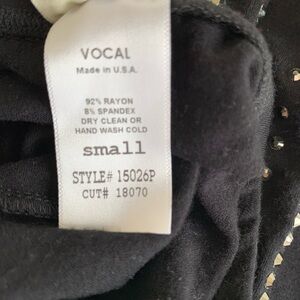 VOCAL
Made in U.S.A.
92% RAYON
8% SPANDEX
DRY CLEAN OR
HAND WASH COLD
small
STYLE# 15026P
CUT# 18070